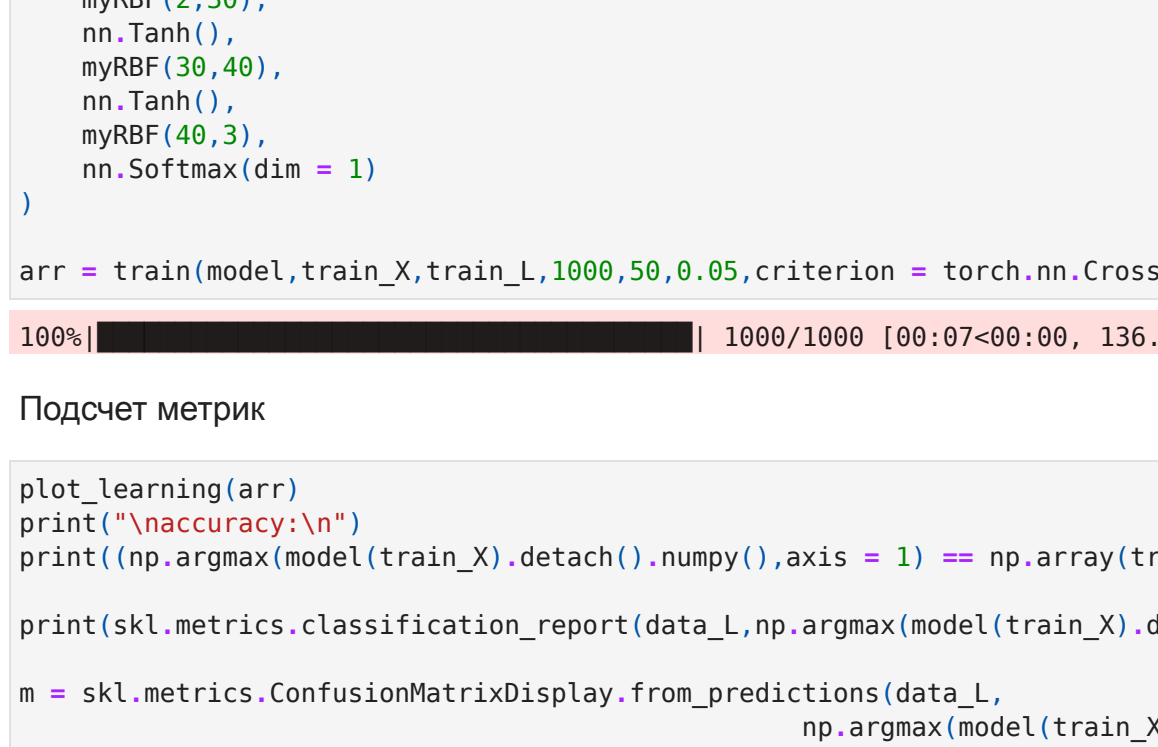 myRBF(2,30),
nn.Tanh(),
myRBF(30,40),
nn.Tanh(),
myRBF(40,3),
nn.Softmax(dim = 1)
)
arr = train(model,train_X,train_L,1000,50,0.05,criterion = torch.nn.Cross
100%|██████████| 1000/1000 [00:07<00:00, 136.
Подсчет метрик
plot_learning(arr)
print("\naccuracy:\n")
print((np.argmax(model(train_X).detach().numpy(),axis = 1) == np.array(tr
print(skl.metrics.classification_report(data_L,np.argmax(model(train_X).d
m = skl.metrics.ConfusionMatrixDisplay.from_predictions(data_L,
np.argmax(model(train_X